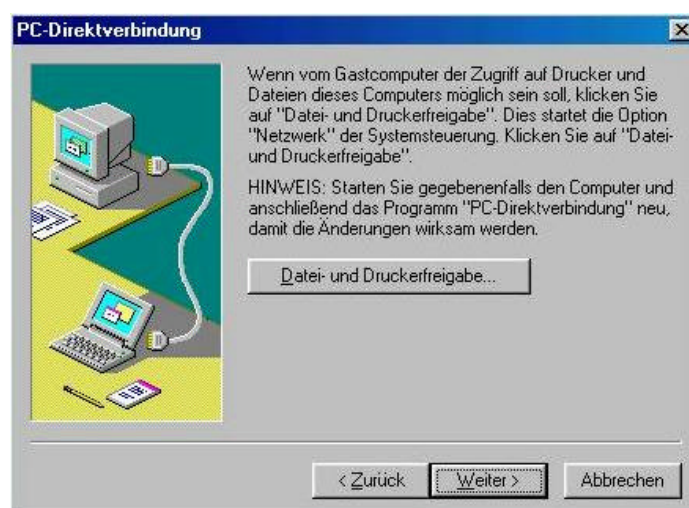 PC-Direktverbindung
Wenn vom Gastcomputer der Zugriff auf Drucker und
Dateien dieses Computers möglich sein soll, klicken Sie
auf "Datei- und Druckerfreigabe". Dies startet die Option
"Netzwerk" der Systemsteuerung. Klicken Sie auf "Datei-
und Druckerfreigabe".
HINWEIS: Starten Sie gegebenenfalls den Computer und
anschließend das Programm "PC-Direktverbindung" neu,
damit die Änderungen wirksam werden.
Datei- und Druckerfreigabe...
< Zurück
Weiter >
Abbrechen